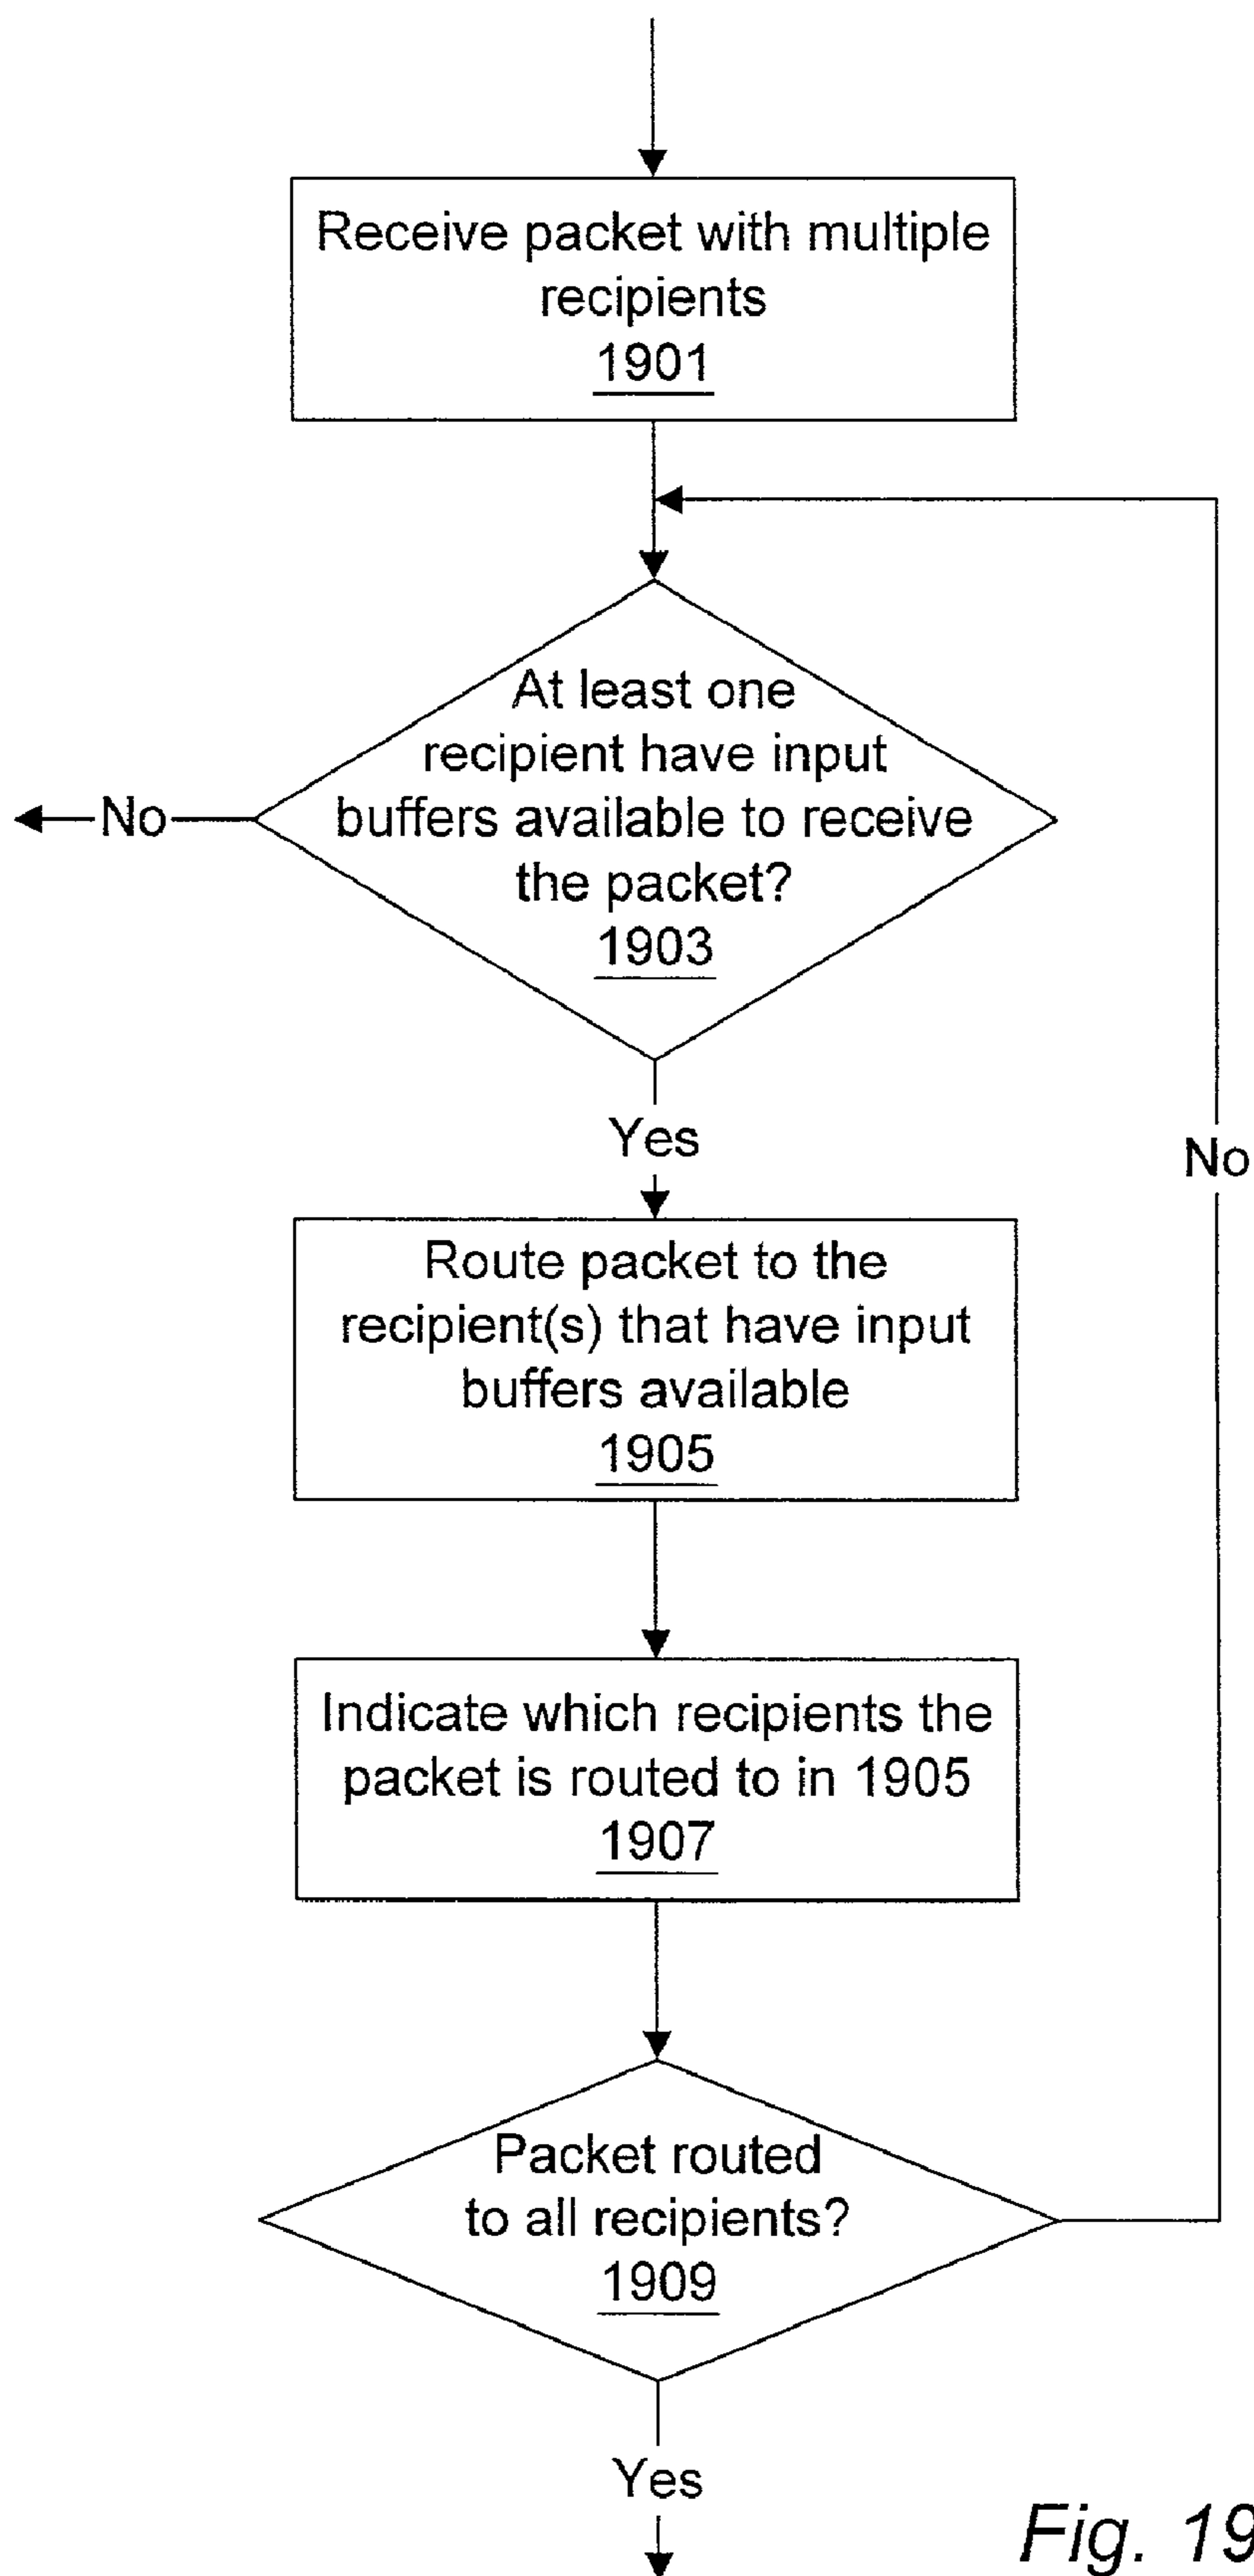 Receive packet with multiple
recipients
1901
At least one
recipient have input
buffers available to receive
the packet?
1903
No
Yes
No
Route packet to the
recipient(s) that have input
buffers available
1905
Indicate which recipients the
packet is routed to in 1905
1907
Packet routed
to all recipients?
1909
Yes
Fig. 19